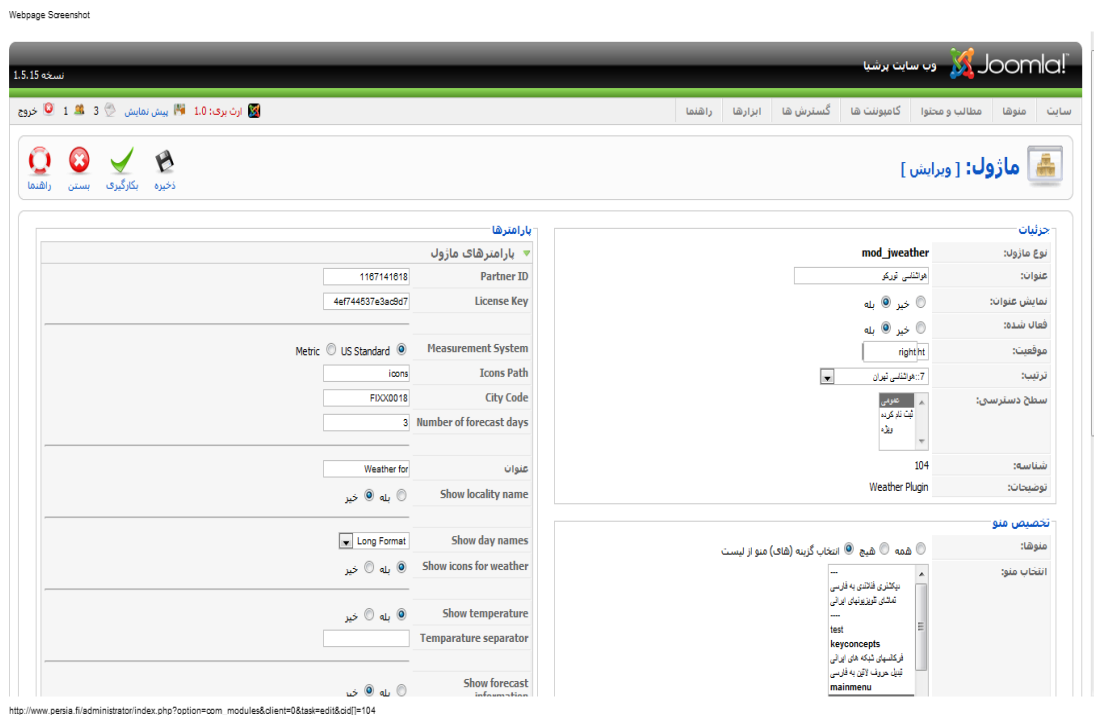 Webpage Screenshot
Joomla!® وب سایت پرشیا
نسخه 1.5.15
سایت منوها مطالب و محتوا کامپوننت ها گسترش ها ابزارها راهنما
ارث بری: 1.0 پیش نمایش 3 1 خروج
ماژول: [ ویرایش ]
ذخیره بکارگیری بستن راهنما
جزئیات
نوع ماژول: mod_jweather
عنوان: هواشناسی تورکو
نمایش عنوان: خیر بله
فعال شده: خیر بله
موقعیت: right
ترتیب: 7::هواشناسی تهران
سطح دسترسی: عمومی
ثبت نام کرده
ویژه
شناسه: 104
توضیحات: Weather Plugin
تخصیص منو
منوها: همه هیچ انتخاب گزینه (های) منو از لیست
انتخاب منو: ---
دیکشنری فنلاندی به فارسی
تماشای تلویزیونهای ایرانی
----
test
keyconcepts
فرکانسهای شبکه های ایرانی
تبدیل حروف لاتین به فارسی
mainmenu
پارامترها
پارامترهای ماژول
Partner ID 1167141618
License Key 4ef744537e3ac9d7
Measurement System US Standard Metric
Icons Path icons
City Code FIXX0018
Number of forecast days 3
عنوان Weather for
Show locality name بله خیر
Show day names Long Format
Show icons for weather بله خیر
Show temperature بله خیر
Temparature separator
Show forecast
information بله خیر
http://www.persia.fi/administrator/index.php?option=com_modules&client=0&task=edit&cid[]=104